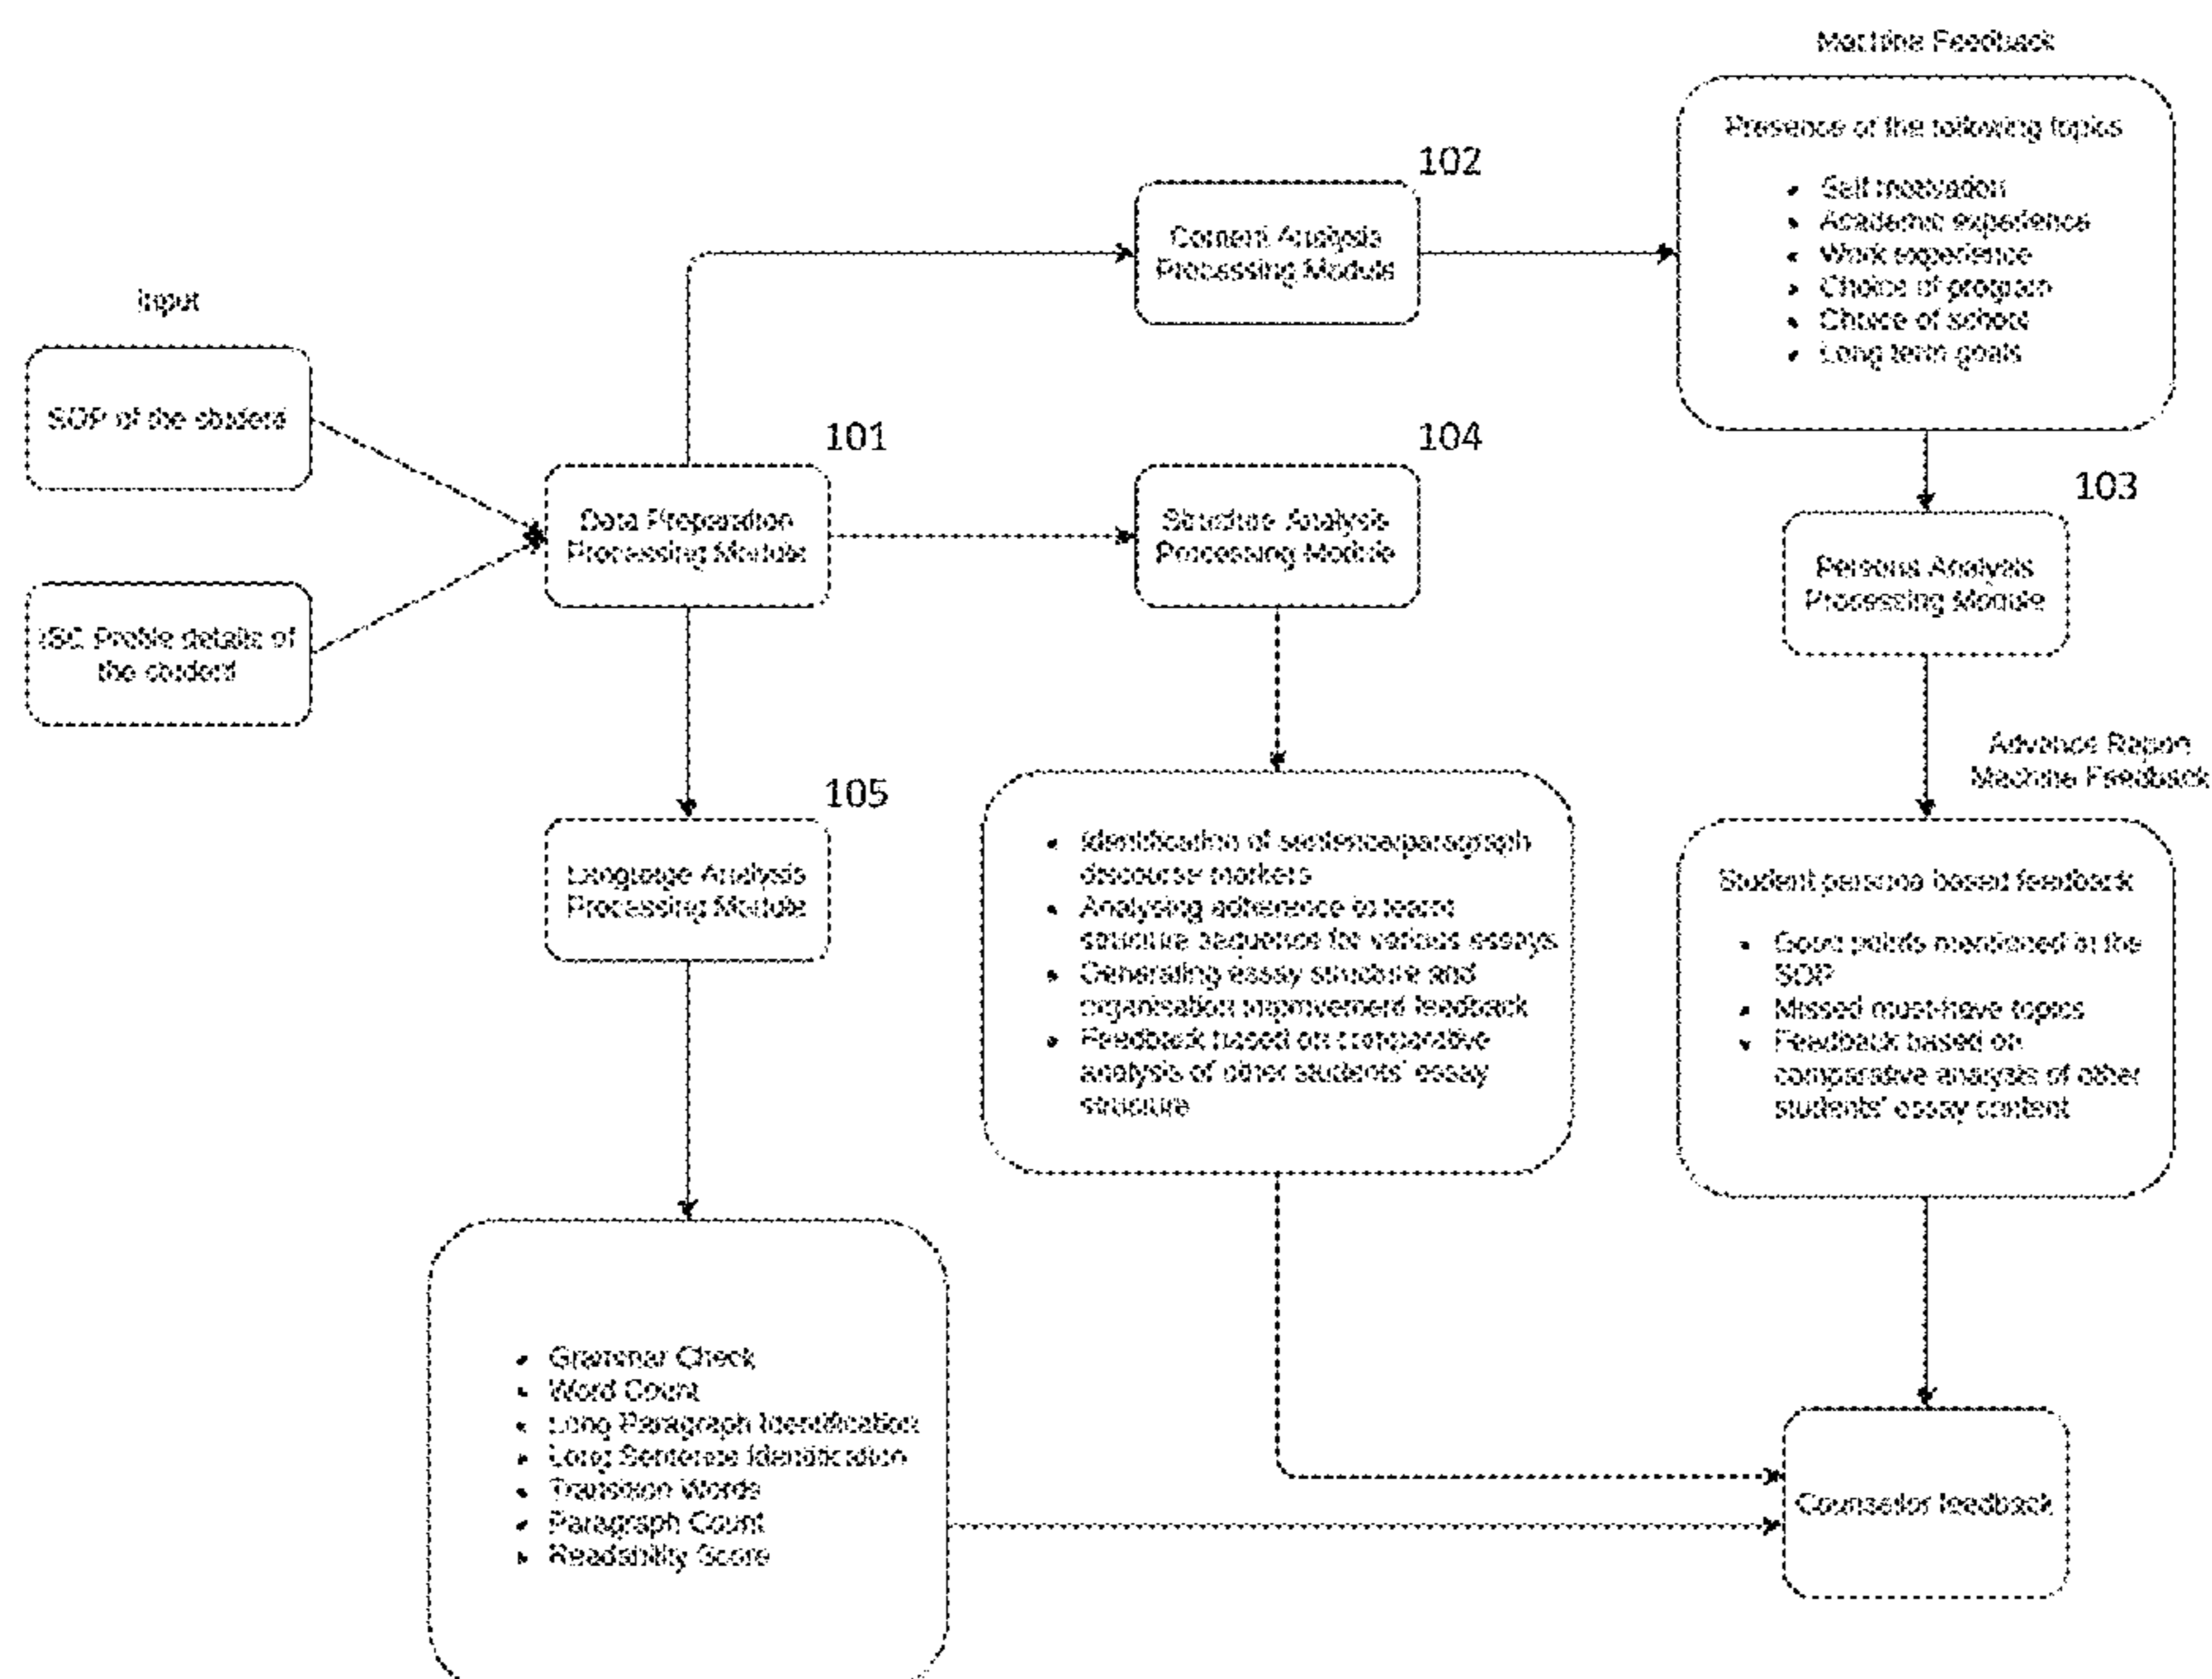 Machine Feedback
Presence of the following topics
Self motivation
Academic experience
Work experience
Choice of program
Choice of school
Long term goals
102
Content Analysis
Processing Module
Input
SOP of the student
Profile details of
the student
101
Data Preparation
Processing Module
104
Structure Analysis
Processing Module
103
Persona Analysis
Processing Module
Advance Report
Machine Feedback
105
Language Analysis
Processing Module
Identification of sentence/paragraph
discourse markers
Analysing adherence to learnt
structure sequence for various essays
Generating essay structure and
organisation improvement feedback
Feedback based on comparative
analysis of other students' essay
structure
Student persona based feedback
Good points mentioned in the
SOP
Missed must-have topics
Feedback based on
comparative analysis of other
students' essay content
Grammar Check
Word Count
Long Paragraph Identification
Long Sentence Identification
Transition Words
Paragraph Count
Readability Score
Counsellor feedback